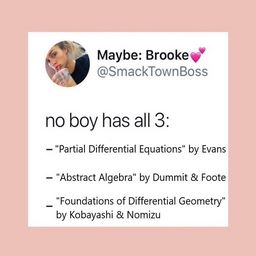 Maybe: Brooke💕
@SmackTownBoss
no boy has all 3:
– "Partial Differential Equations" by Evans
– "Abstract Algebra" by Dummit & Foote
– "Foundations of Differential Geometry"
by Kobayashi & Nomizu